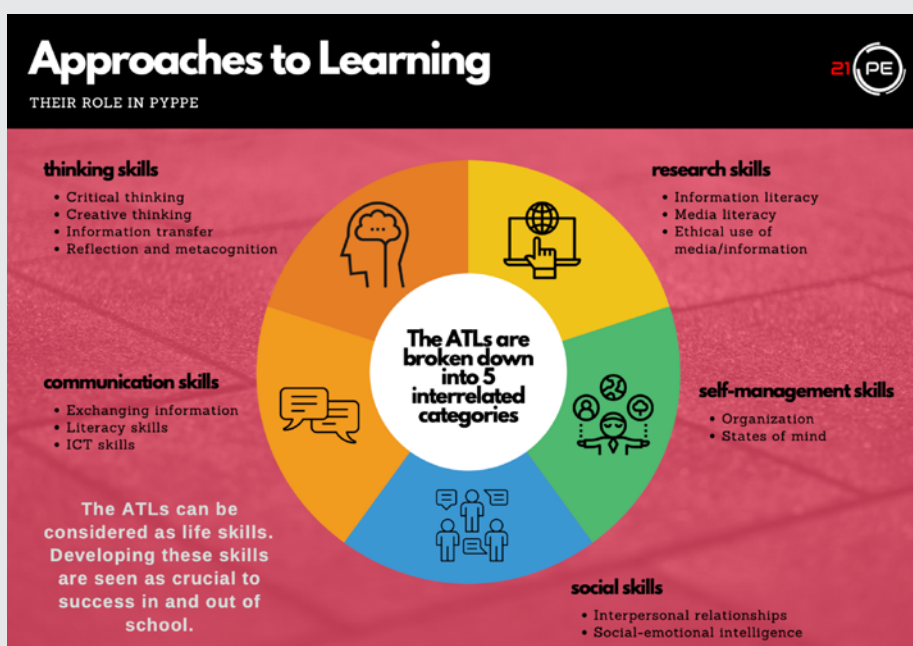 Approaches to Learning
THEIR ROLE IN PYPPE
21 PE
thinking skills
• Critical thinking
• Creative thinking
• Information transfer
• Reflection and metacognition
research skills
• Information literacy
• Media literacy
• Ethical use of
media/information
The ATLs are
broken down
into 5
interrelated
categories
communication skills
• Exchanging information
• Literacy skills
• ICT skills
self-management skills
• Organization
• States of mind
The ATLs can be
considered as life skills.
Developing these skills
are seen as crucial to
success in and out of
school.
social skills
• Interpersonal relationships
• Social-emotional intelligence